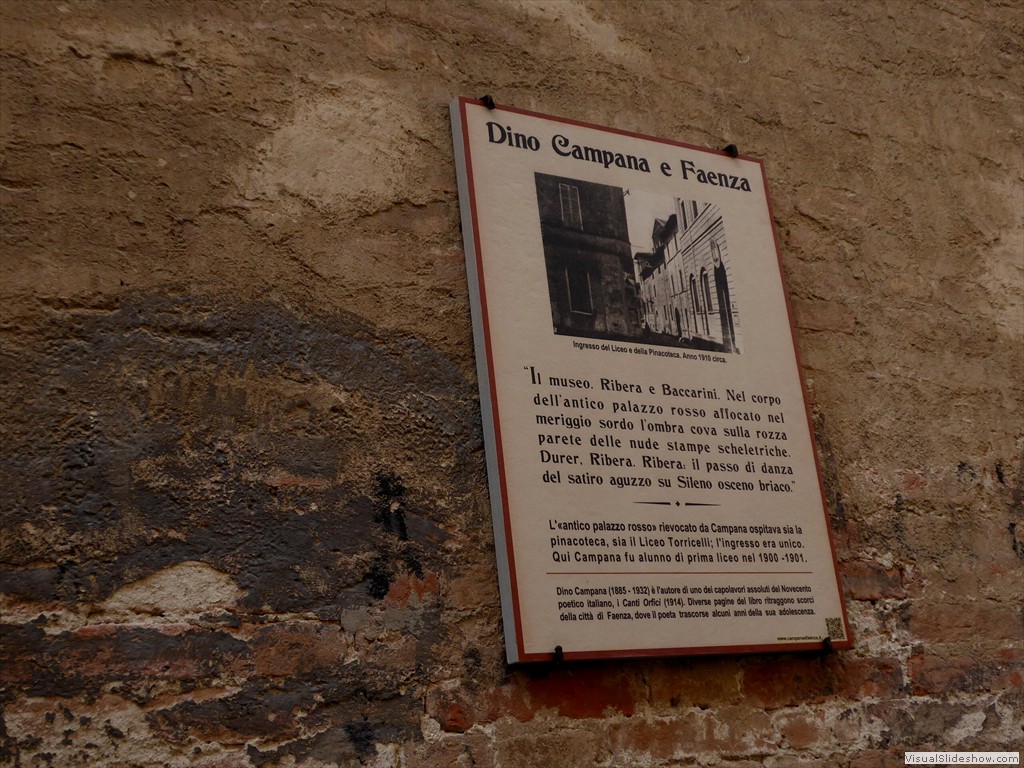 Dino Campana e Faenza
Ingresso del Liceo e della Pinacoteca. Anno 1910 circa.
"Il museo. Ribera e Baccarini. Nel corpo
dell'antico palazzo rosso affocato nel
meriggio sordo l'ombra cova sulla rozza
parete delle nude stampe scheletriche.
Durer, Ribera. Ribera: il passo di danza
del satiro aguzzo su Sileno osceno briaco."
L'«antico palazzo rosso» rievocato da Campana ospitava sia la
pinacoteca, sia il Liceo Torricelli; l'ingresso era unico.
Qui Campana fu alunno di prima liceo nel 1900 -1901.
Dino Campana (1885 - 1932) è l'autore di uno dei capolavori assoluti del Novecento
poetico italiano, i Canti Orfici (1914). Diverse pagine del libro ritraggono scorci
della città di Faenza, dove il poeta trascorse alcuni anni della sua adolescenza.
www.campanaefaenza.it
VisualSlideshow.com